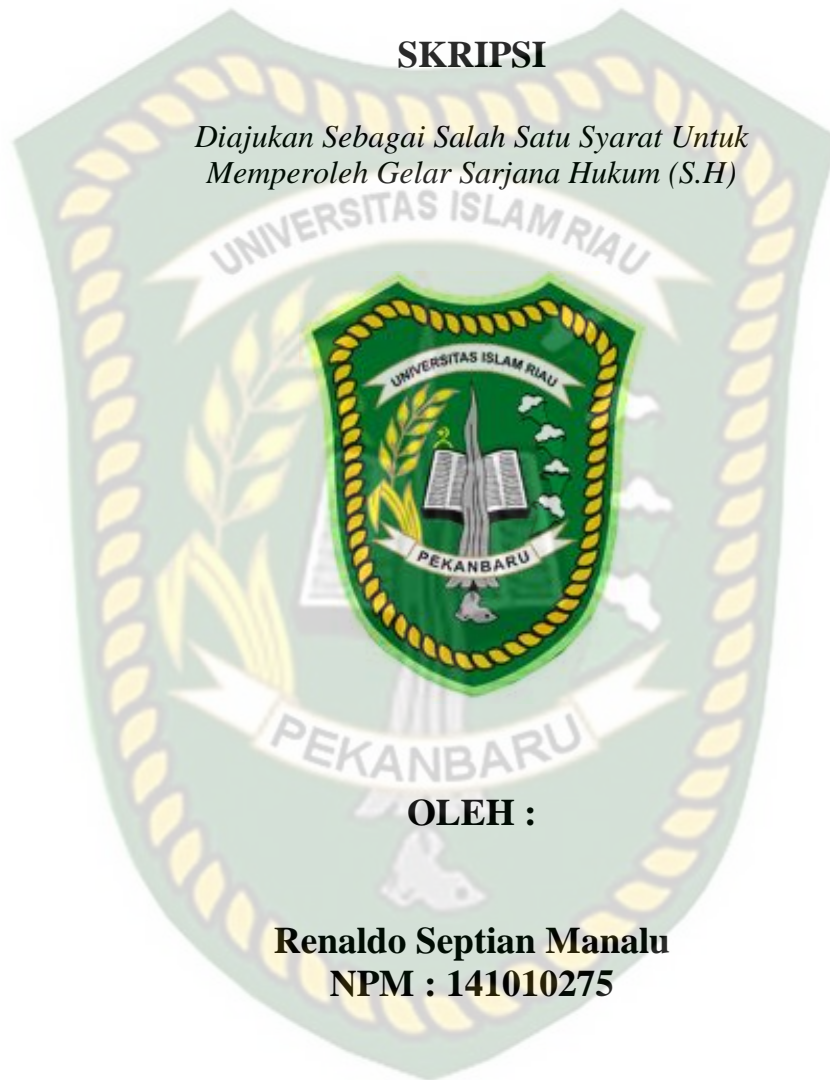 SKRIPSI
Diajukan Sebagai Salah Satu Syarat Untuk
Memperoleh Gelar Sarjana Hukum (S.H)
UNIVERSITAS ISLAM RIAU
UNIVERSITAS ISLAM RIAU
PEKANBARU
PEKANBARU
OLEH :
Renaldo Septian Manalu
NPM : 141010275